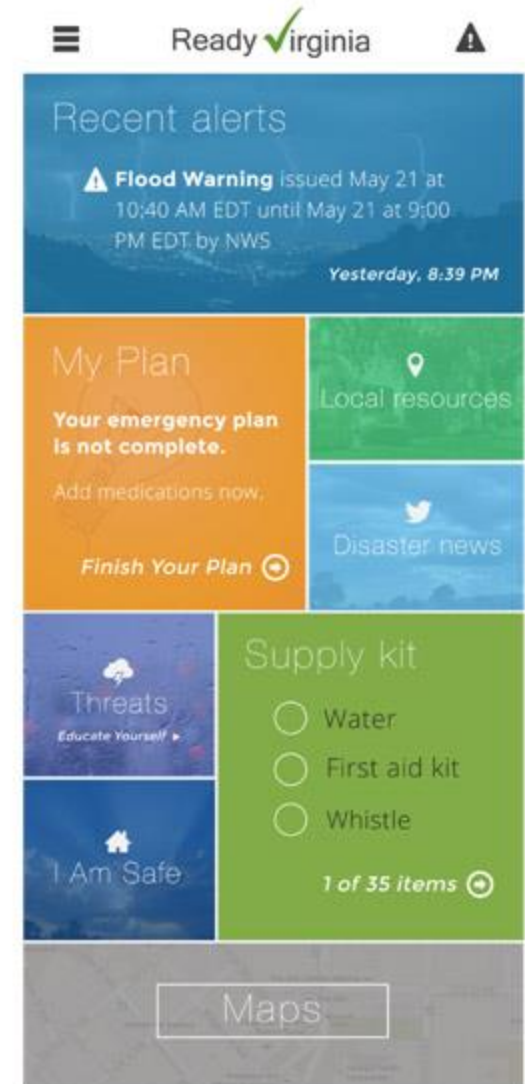 Ready Virginia
Recent alerts
Flood Warning issued May 21 at
10:40 AM EDT until May 21 at 9:00
PM EDT by NWS
Yesterday, 8:39 PM
My Plan
Your emergency plan
is not complete.
Add medications now.
Finish Your Plan
Local resources
Disaster news
Threats
Educate Yourself
I Am Safe
Supply kit
Water
First aid kit
Whistle
1 of 35 items
Maps